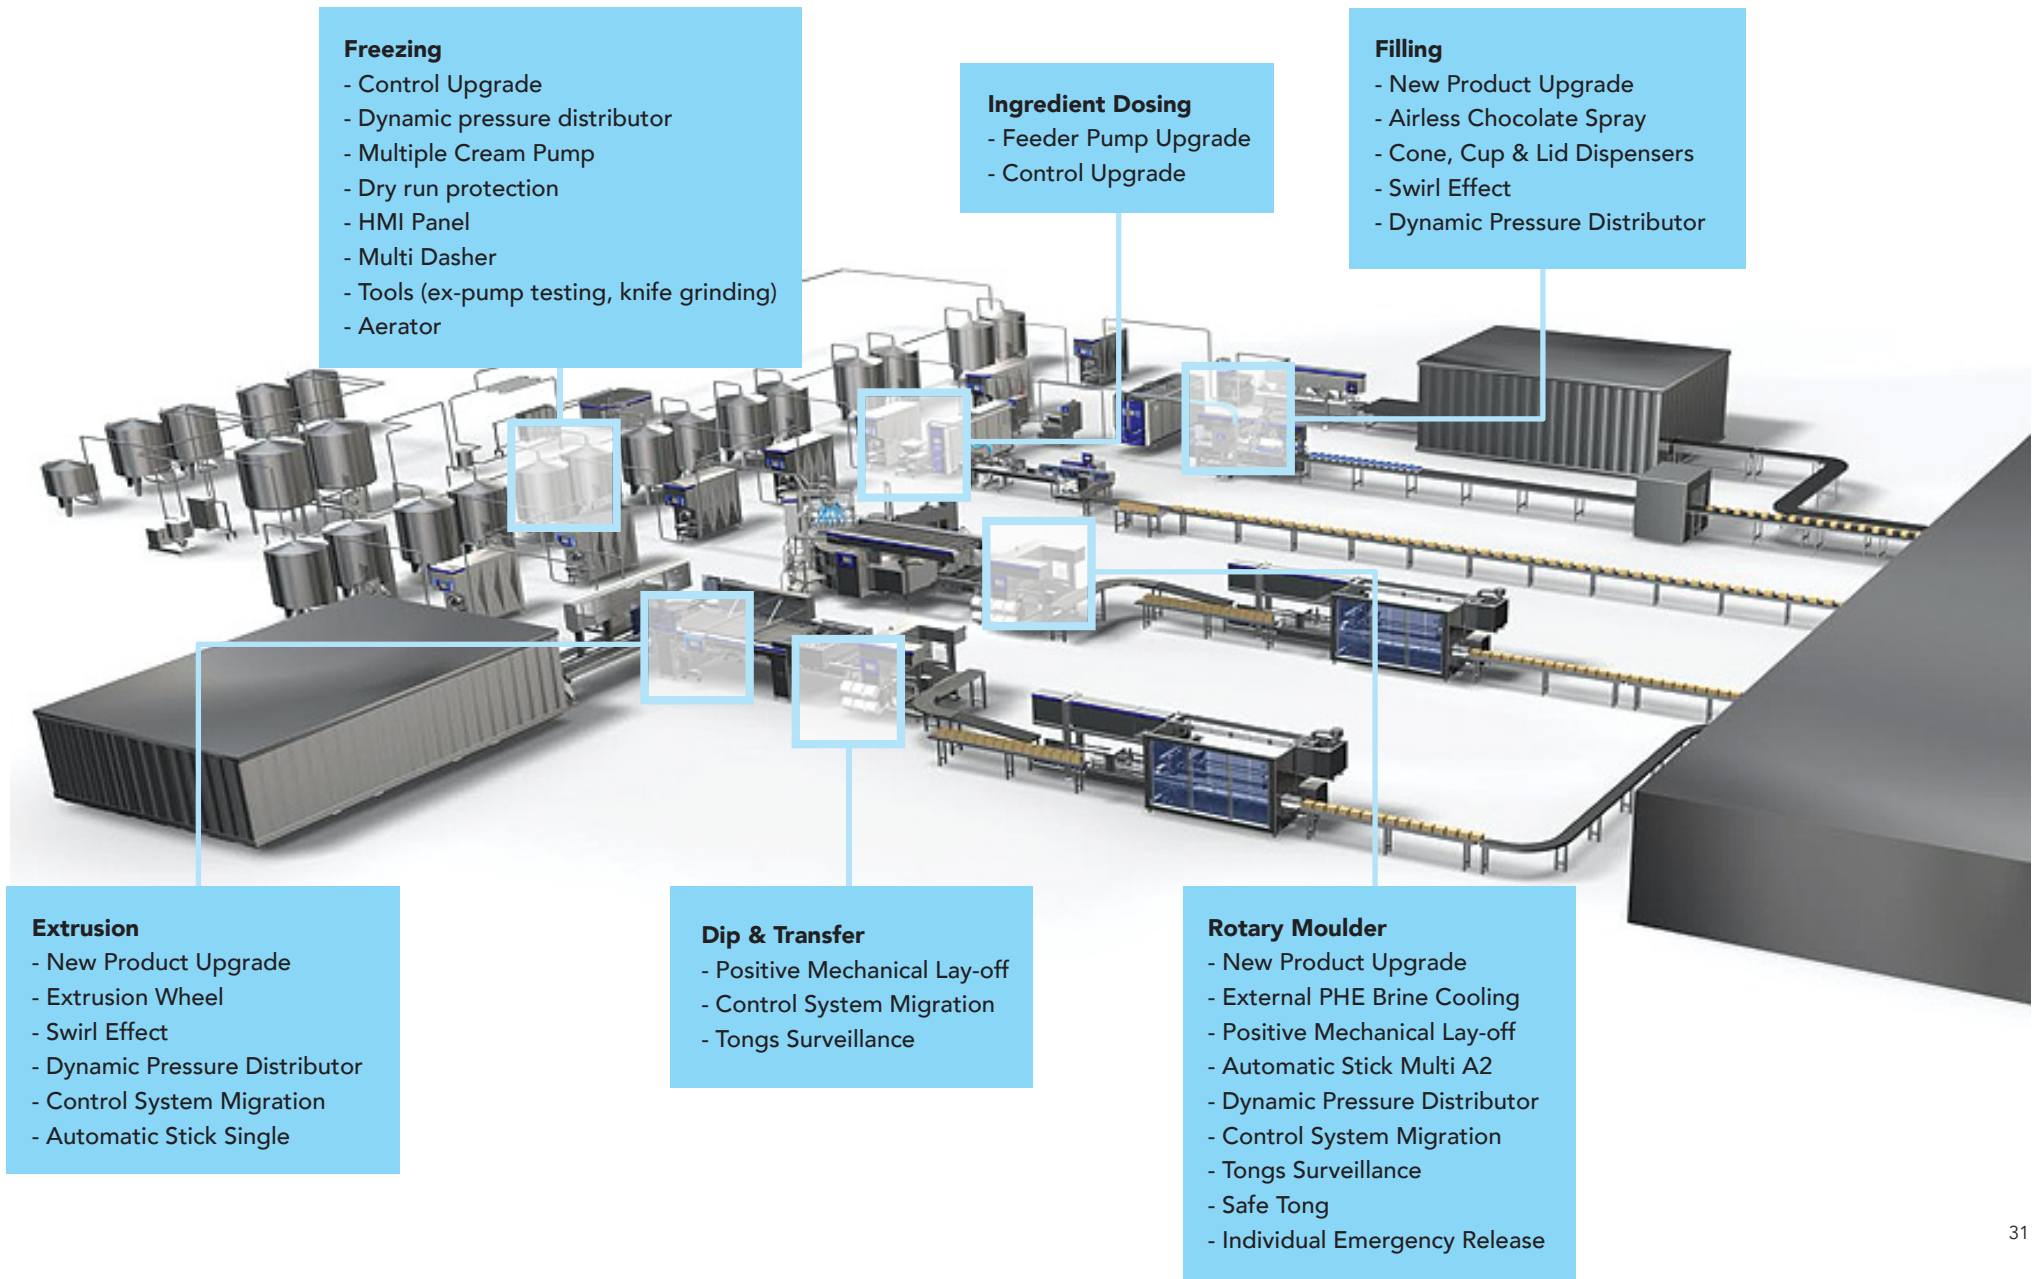 Freezing
- Control Upgrade
- Dynamic pressure distributor
- Multiple Cream Pump
- Dry run protection
- HMI Panel
- Multi Dasher
- Tools (ex-pump testing, knife grinding)
- Aerator
Ingredient Dosing
- Feeder Pump Upgrade
- Control Upgrade
Filling
- New Product Upgrade
- Airless Chocolate Spray
- Cone, Cup & Lid Dispensers
- Swirl Effect
- Dynamic Pressure Distributor
Extrusion
- New Product Upgrade
- Extrusion Wheel
- Swirl Effect
- Dynamic Pressure Distributor
- Control System Migration
- Automatic Stick Single
Dip & Transfer
- Positive Mechanical Lay-off
- Control System Migration
- Tongs Surveillance
Rotary Moulder
- New Product Upgrade
- External PHE Brine Cooling
- Positive Mechanical Lay-off
- Automatic Stick Multi A2
- Dynamic Pressure Distributor
- Control System Migration
- Tongs Surveillance
- Safe Tong
- Individual Emergency Release
31